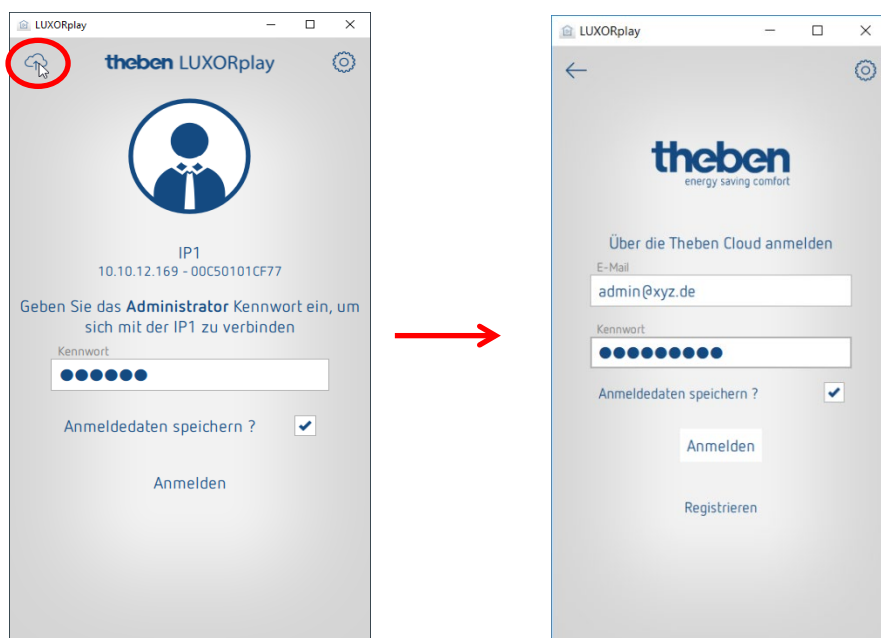 LUXORplay
theben LUXORplay
IP1
10.10.12.169 - 00C50101CF77
Geben Sie das Administrator Kennwort ein, um
sich mit der IP1 zu verbinden
Kennwort
Anmeldedaten speichern ?
Anmelden
LUXORplay
theben
energy saving comfort
Über die Theben Cloud anmelden
E-Mail
admin@xyz.de
Kennwort
Anmeldedaten speichern ?
Anmelden
Registrieren